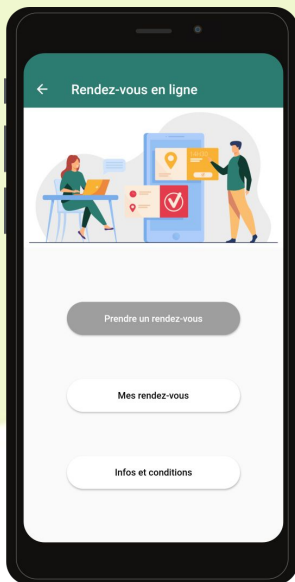 Rendez-vous en ligne
Prendre un rendez-vous
Mes rendez-vous
Infos et conditions